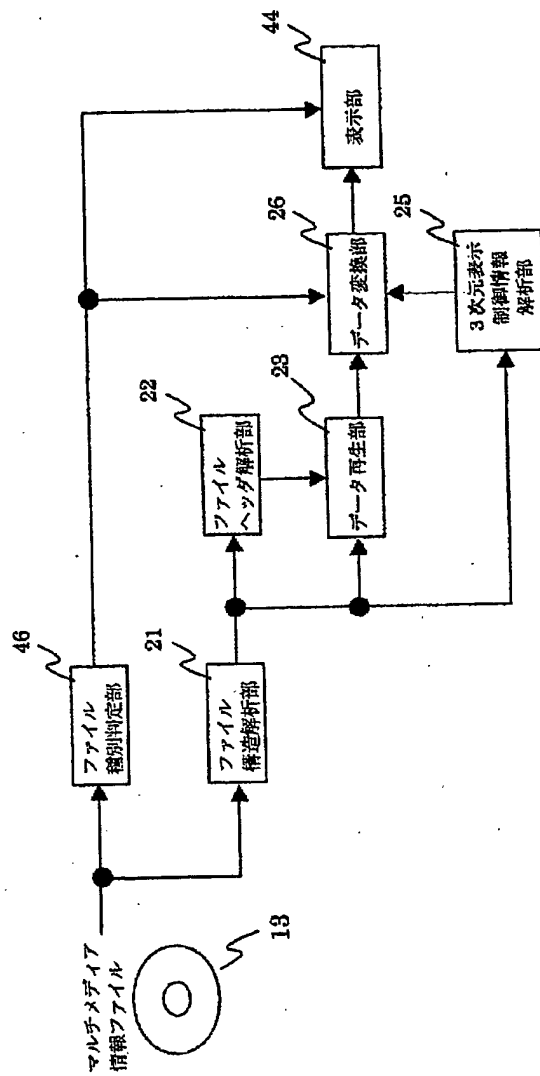 マルチメディア
情報ファイル
13
46
ファイル
種別判定部
21
ファイル
構造解析部
22
ファイル
ヘッダ解析部
23
データ再生部
26
データ変換部
25
3次元表示
制御情報
解析部
44
表示部